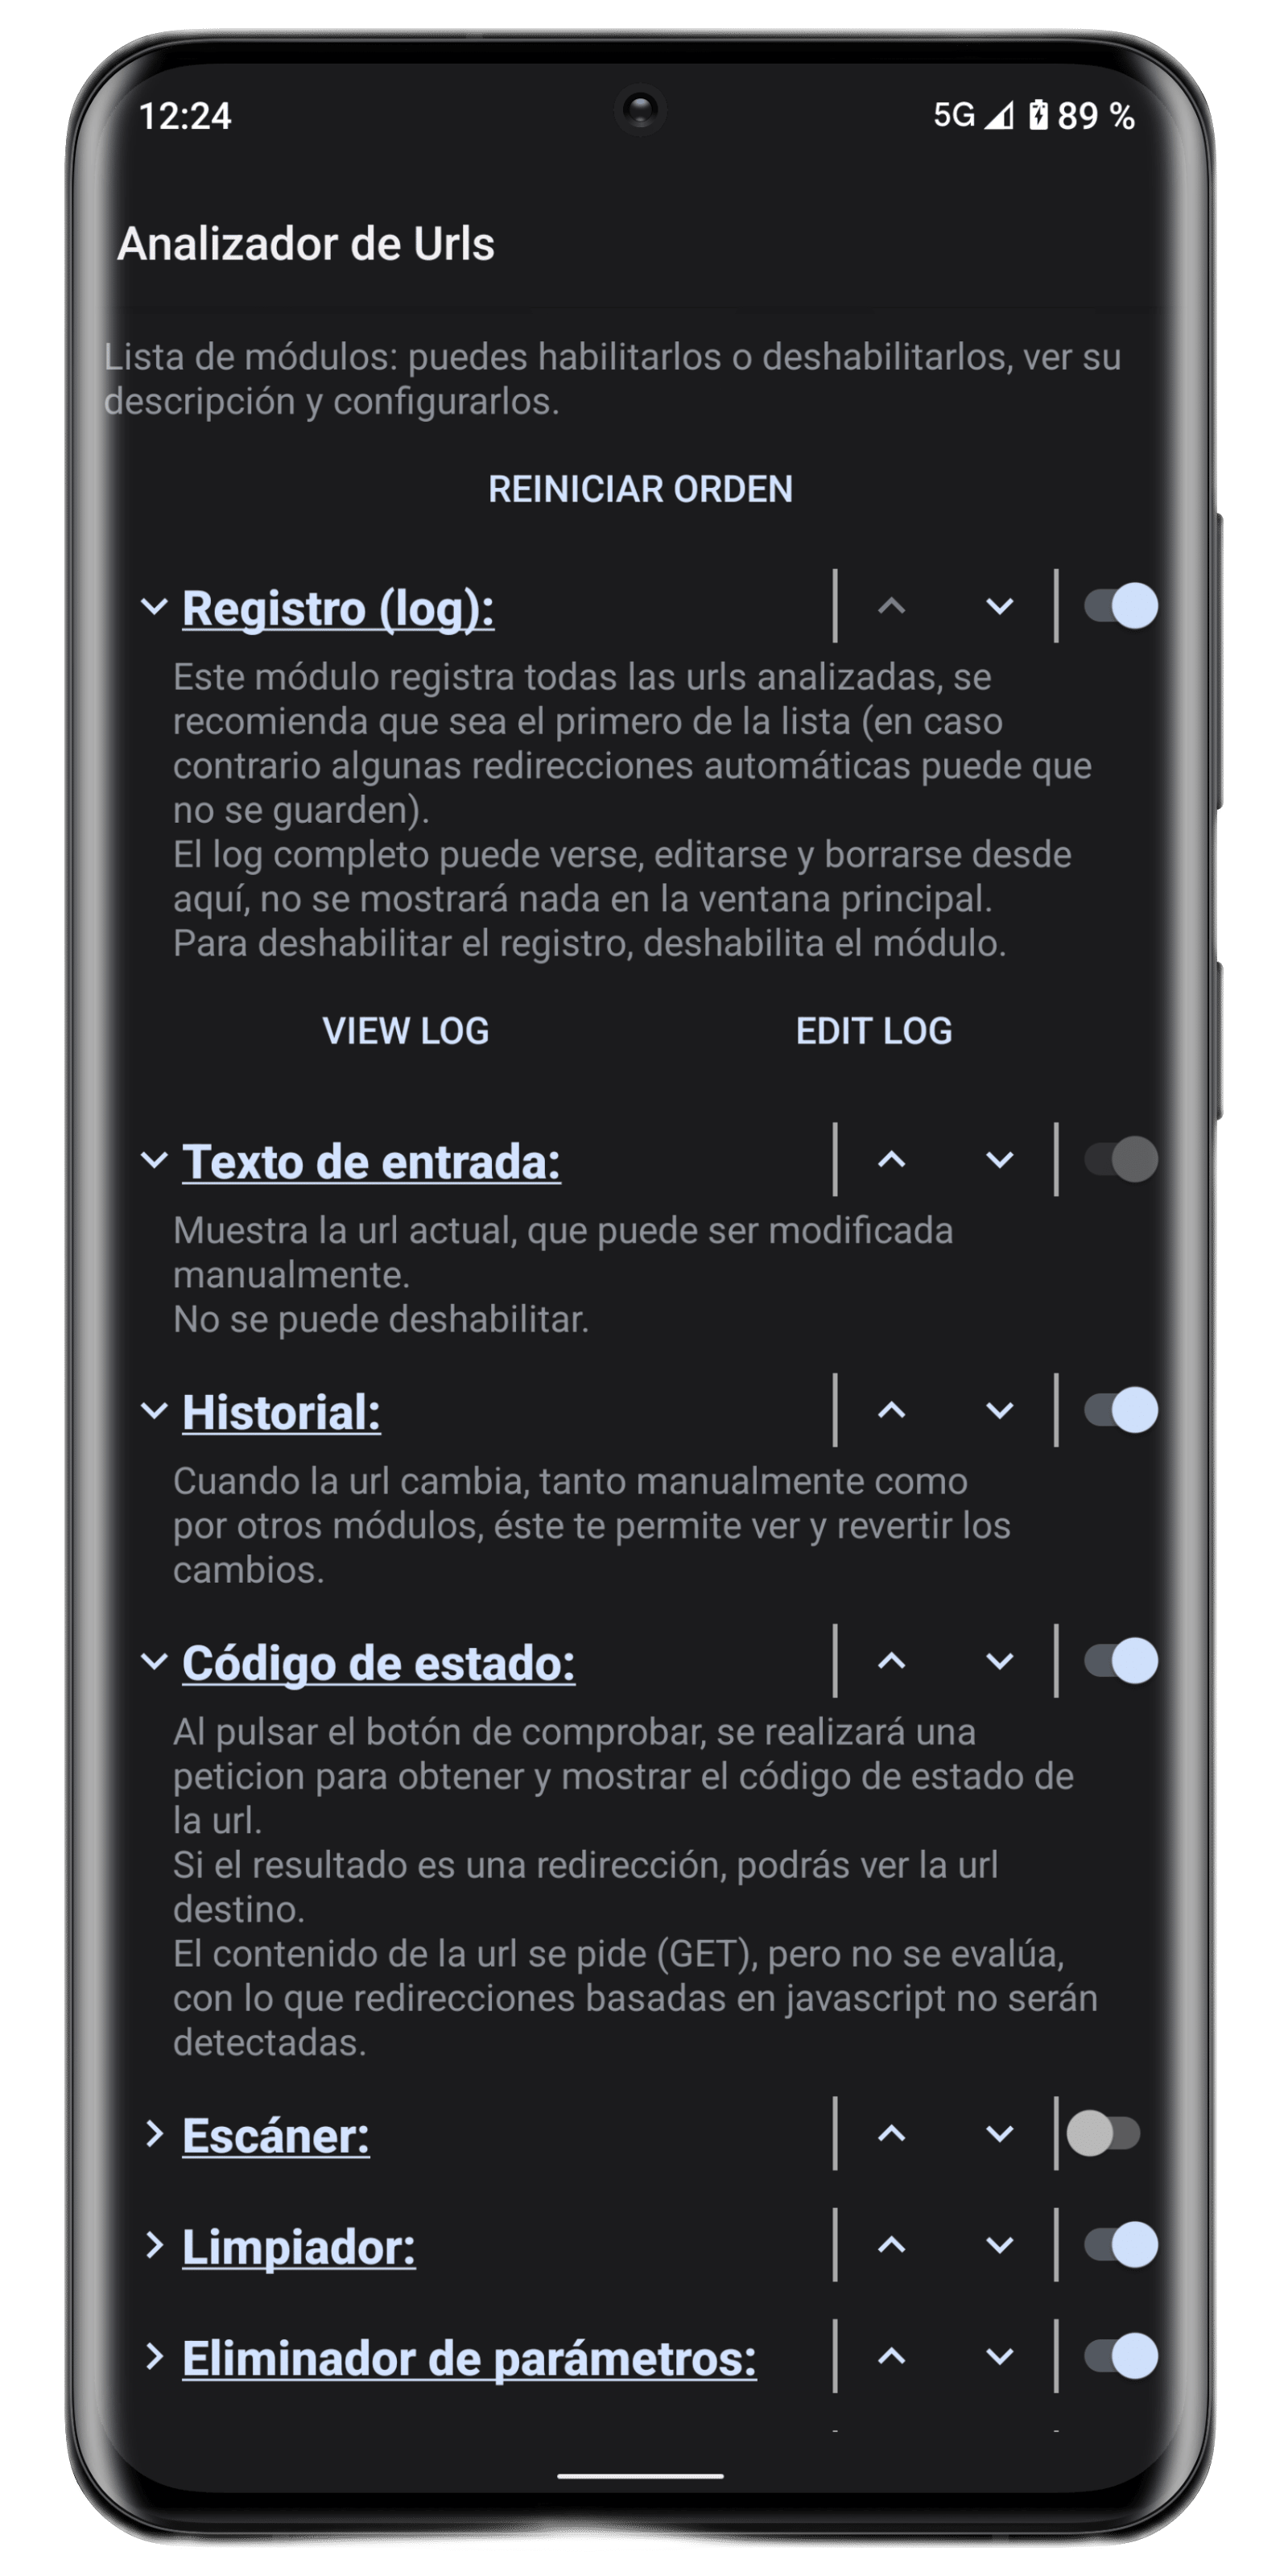 12:24
5G 89 %
Analizador de Urls
Lista de módulos: puedes habilitarlos o deshabilitarlos, ver su
descripción y configurarlos.
REINICIAR ORDEN
Registro (log):
Este módulo registra todas las urls analizadas, se
recomienda que sea el primero de la lista (en caso
contrario algunas redirecciones automáticas puede que
no se guarden).
El log completo puede verse, editarse y borrarse desde
aquí, no se mostrará nada en la ventana principal.
Para deshabilitar el registro, deshabilita el módulo.
VIEW LOG
EDIT LOG
Texto de entrada:
Muestra la url actual, que puede ser modificada
manualmente.
No se puede deshabilitar.
Historial:
Cuando la url cambia, tanto manualmente como
por otros módulos, éste te permite ver y revertir los
cambios.
Código de estado:
Al pulsar el botón de comprobar, se realizará una
peticion para obtener y mostrar el código de estado de
la url.
Si el resultado es una redirección, podrás ver la url
destino.
El contenido de la url se pide (GET), pero no se evalúa,
con lo que redirecciones basadas en javascript no serán
detectadas.
Escáner:
Limpiador:
Eliminador de parámetros: